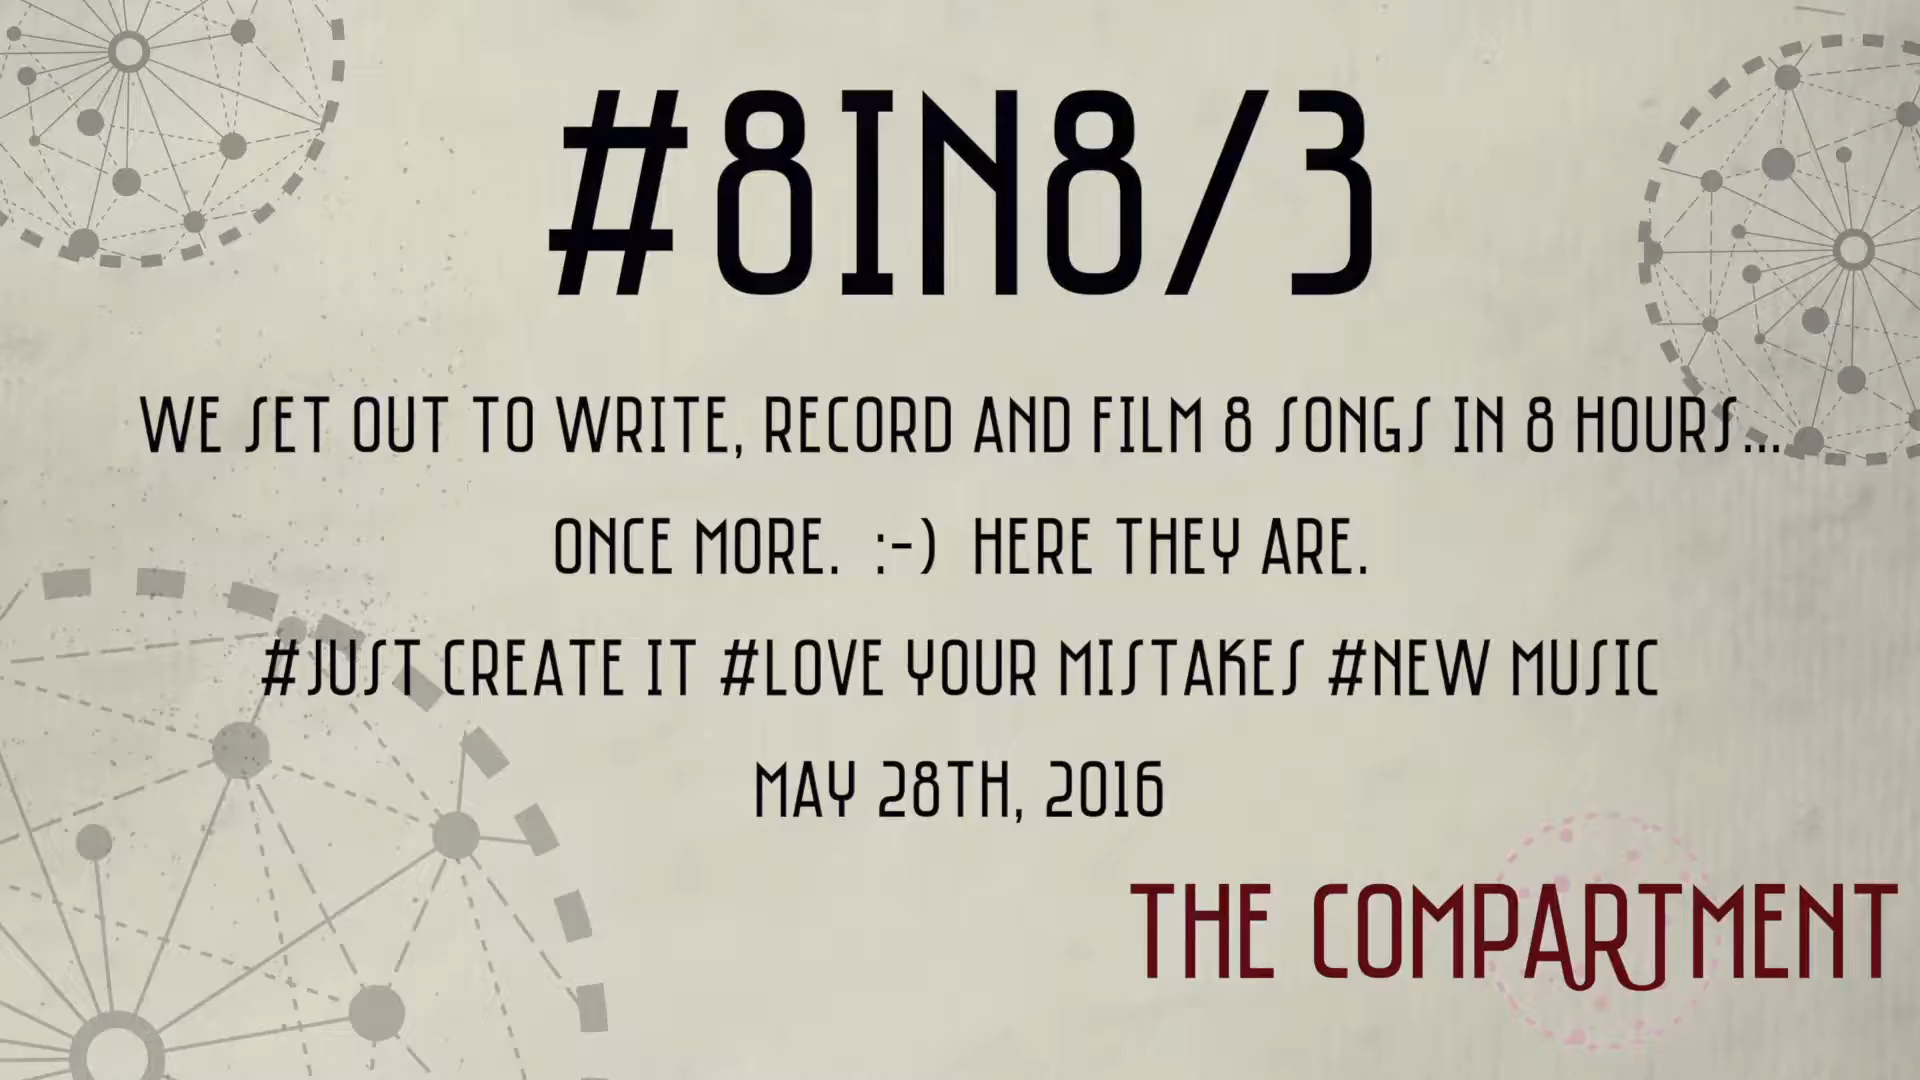 #8IN8/3
WE SET OUT TO WRITE, RECORD AND FILM 8 SONGS IN 8 HOURS...
ONCE MORE. :-) HERE THEY ARE.
#JUST CREATE IT #LOVE YOUR MISTAKES #NEW MUSIC
MAY 28TH, 2016
THE COMPARTMENT